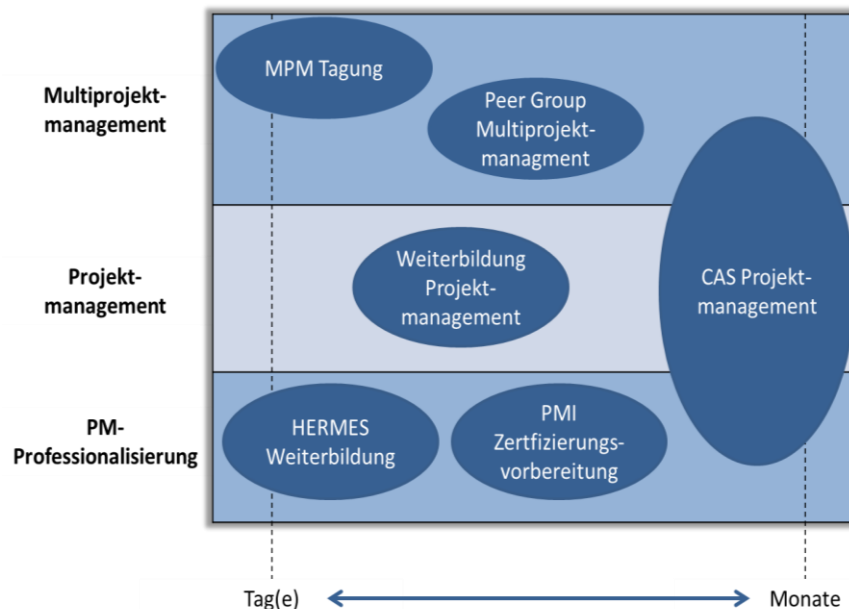 MPM Tagung
Multiprojekt-
management
Peer Group
Multiprojekt-
managment
Projekt-
management
Weiterbildung
Projekt-
management
CAS Projekt-
management
PM-
Professionalisierung
HERMES
Weiterbildung
PMI
Zertfizierungs-
vorbereitung
Tag(e)
Monate